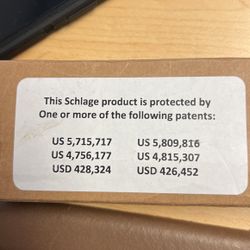 This Schlage product is protected by
One or more of the following patents:
US 5,715,717 US 5,809,816
US 4,756,177 US 4,815,307
USD 428,324 USD 426,452